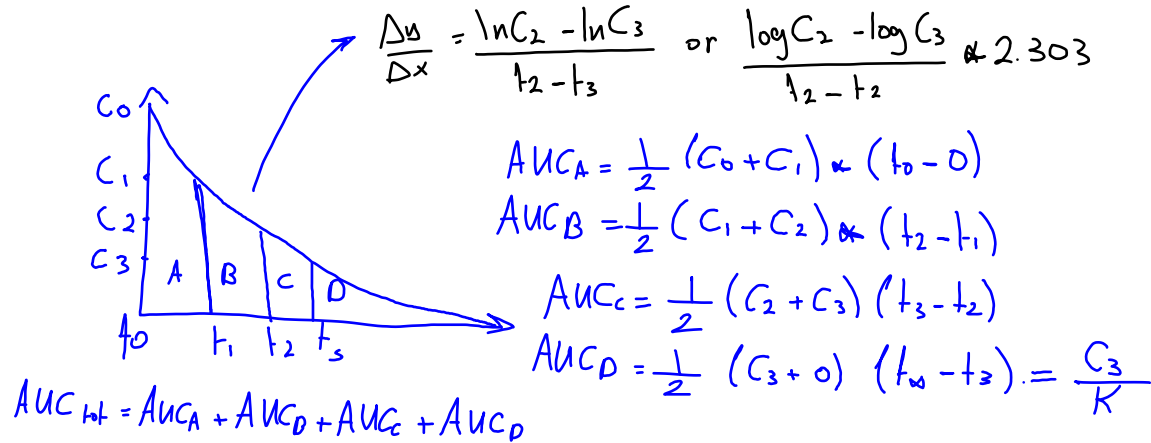 Δy/Δx = lnC2 - lnC3 / t2 - t3 or logC2 - logC3 / t2 - t2 * 2.303
C0
C1
C2
C3
A B C D
t0 t1 t2 t3
AUCA = 1/2 (C0 + C1) * (t0 - 0)
AUCB = 1/2 (C1 + C2) * (t2 - t1)
AUCC = 1/2 (C2 + C3) (t3 - t2)
AUCD = 1/2 (C3 + 0) (t∞ - t3) . = C3/K
AUC tot = AUCA + AUCD + AUCC + AUCD